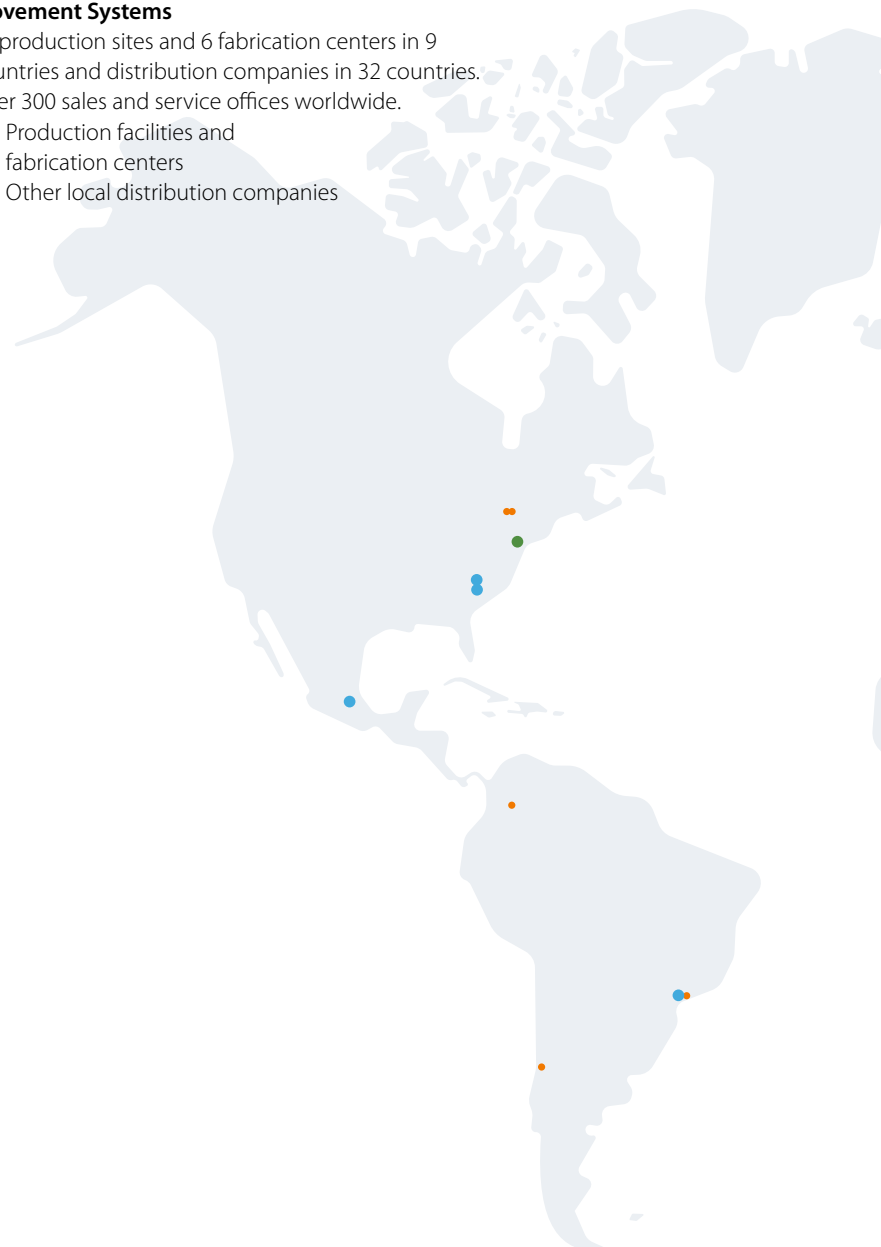 ovement Systems
production sites and 6 fabrication centers in 9
untries and distribution companies in 32 countries.
er 300 sales and service offices worldwide.
Production facilities and
fabrication centers
Other local distribution companies